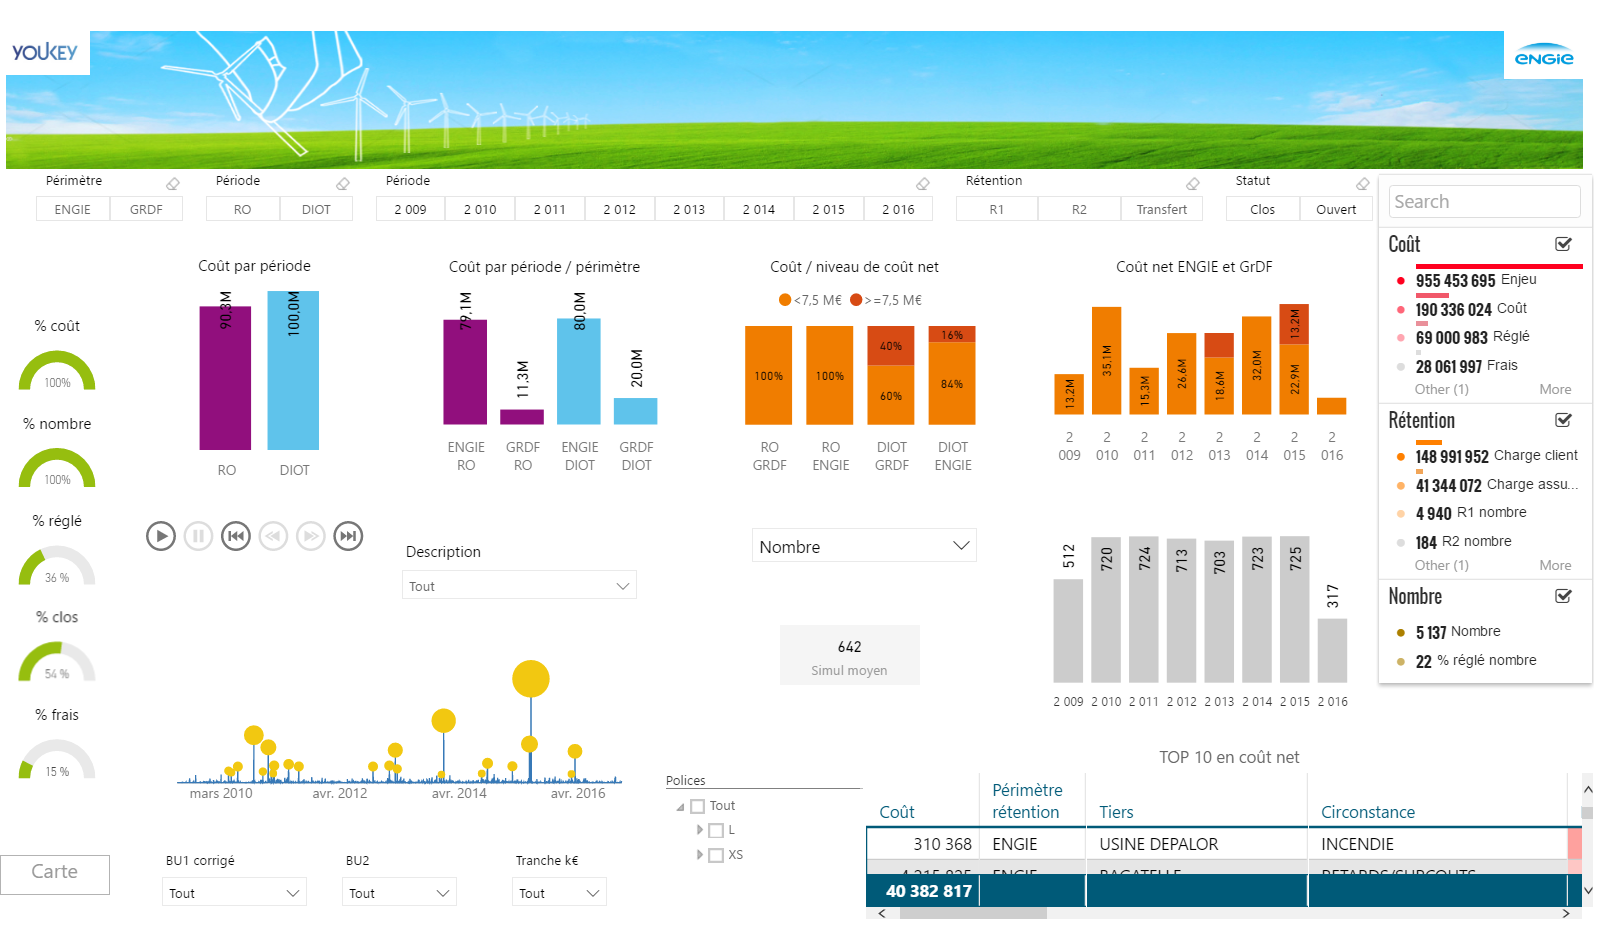 YOUKEY
ENGIE
Périmètre
ENGIE GRDF
Période
RO DIOT
Période
2 009 2 010 2 011 2 012 2 013 2 014 2 015 2 016
Rétention
R1 R2 Transfert
Statut
Clos Ouvert
Search
Coût
955 453 695 Enjeu
190 336 024 Coût
69 000 983 Réglé
28 061 997 Frais
Other (1) More
Rétention
148 991 952 Charge client
41 344 072 Charge assu...
4 940 R1 nombre
184 R2 nombre
Other (1) More
Nombre
5 137 Nombre
22 % réglé nombre
% coût
100%
% nombre
100%
% réglé
36 %
% clos
54 %
% frais
15 %
Coût par période
90,3M 100,0M
RO DIOT
Coût par période / périmètre
79,1M 11,3M 80,0M 20,0M
ENGIE GRDF ENGIE GRDF
RO RO DIOT DIOT
Coût / niveau de coût net
<7,5 M€ >=7,5 M€
100% 100% 40% 60% 16% 84%
RO RO DIOT DIOT
GRDF ENGIE GRDF ENGIE
Coût net ENGIE et GrDF
13,2M 35,1M 15,3M 26,6M 18,6M 32,0M 13,2M 22,9M
2 2 2 2 2 2 2 2
009 010 011 012 013 014 015 016
Description
Tout
Nombre
642
Simul moyen
512 720 724 713 703 723 725 317
2 009 2 010 2 011 2 012 2 013 2 014 2 015 2 016
mars 2010 avr. 2012 avr. 2014 avr. 2016
Polices
Tout
L
XS
TOP 10 en coût net
Coût Périmètre rétention Tiers Circonstance
310 368 ENGIE USINE DEPALOR INCENDIE
4 215 825 ENGIE BAGATELLE RETARDS/SURCOUTS
40 382 817
Carte
BU1 corrigé
Tout
BU2
Tout
Tranche k€
Tout